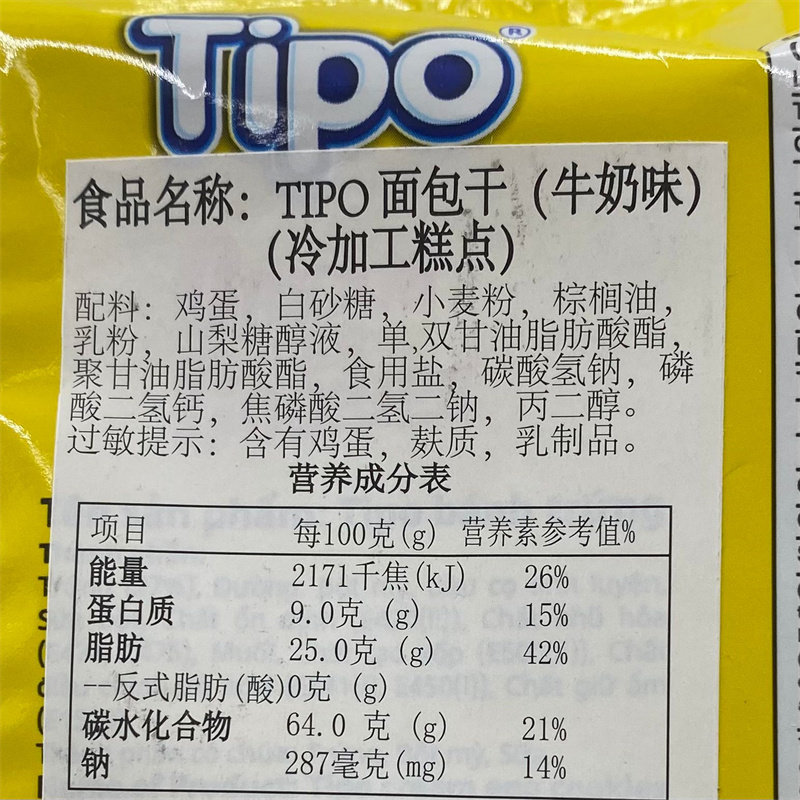 Tipo®
食品名称：TIPO 面包干（牛奶味）
（冷加工糕点）
配料：鸡蛋，白砂糖，小麦粉，棕榈油，
乳粉，山梨糖醇液，单,双甘油脂肪酸酯，
聚甘油脂肪酸酯，食用盐，碳酸氢钠，磷
酸二氢钙，焦磷酸二氢二钠，丙二醇。
过敏提示：含有鸡蛋，麸质，乳制品。
营养成分表
项目 每100克(g) 营养素参考值%
能量 2171千焦(kJ) 26%
蛋白质 9.0克 (g) 15%
脂肪 25.0克 (g) 42%
反式脂肪(酸)0克 (g)
碳水化合物 64.0 克 (g) 21%
钠 287毫克(mg) 14%